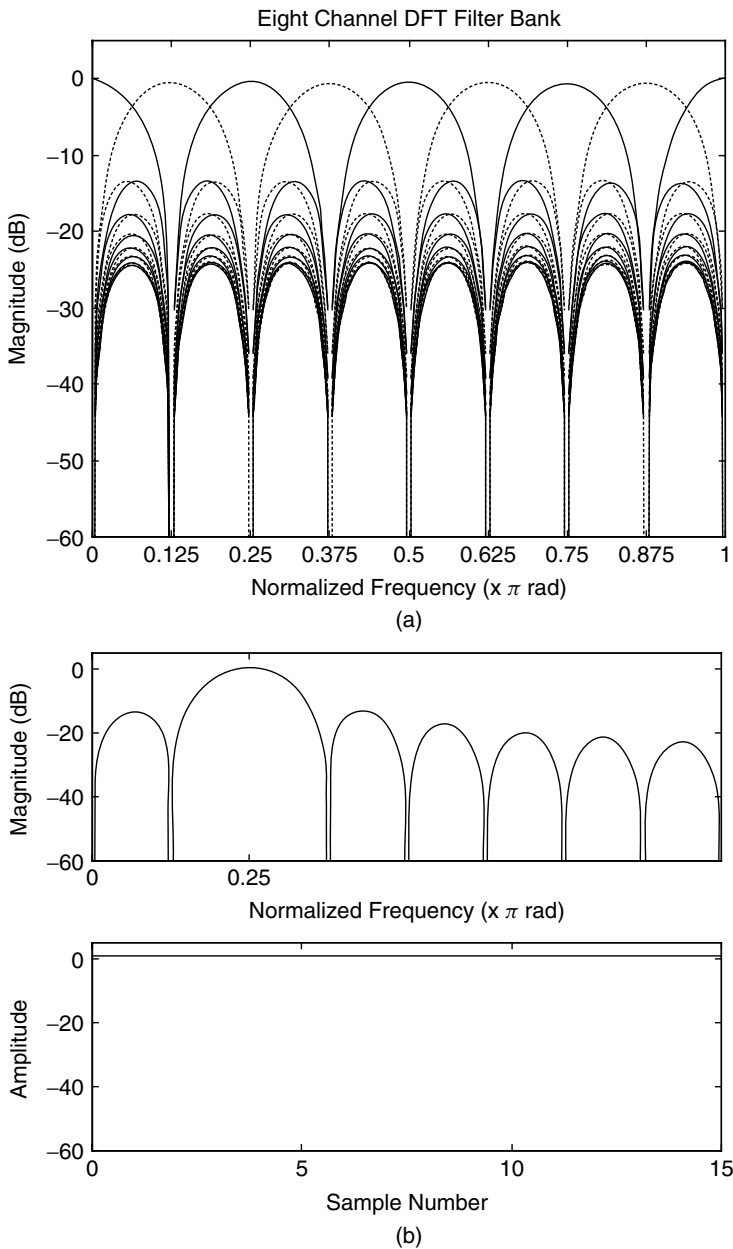 Eight Channel DFT Filter Bank
Magnitude (dB)
0
–10
–20
–30
–40
–50
–60
0 0.125 0.25 0.375 0.5 0.625 0.75 0.875 1
Normalized Frequency (x π rad)
(a)
Magnitude (dB)
0
–20
–40
–60
0 0.25
Normalized Frequency (x π rad)
Amplitude
0
–20
–40
–60
0 5 10 15
Sample Number
(b)